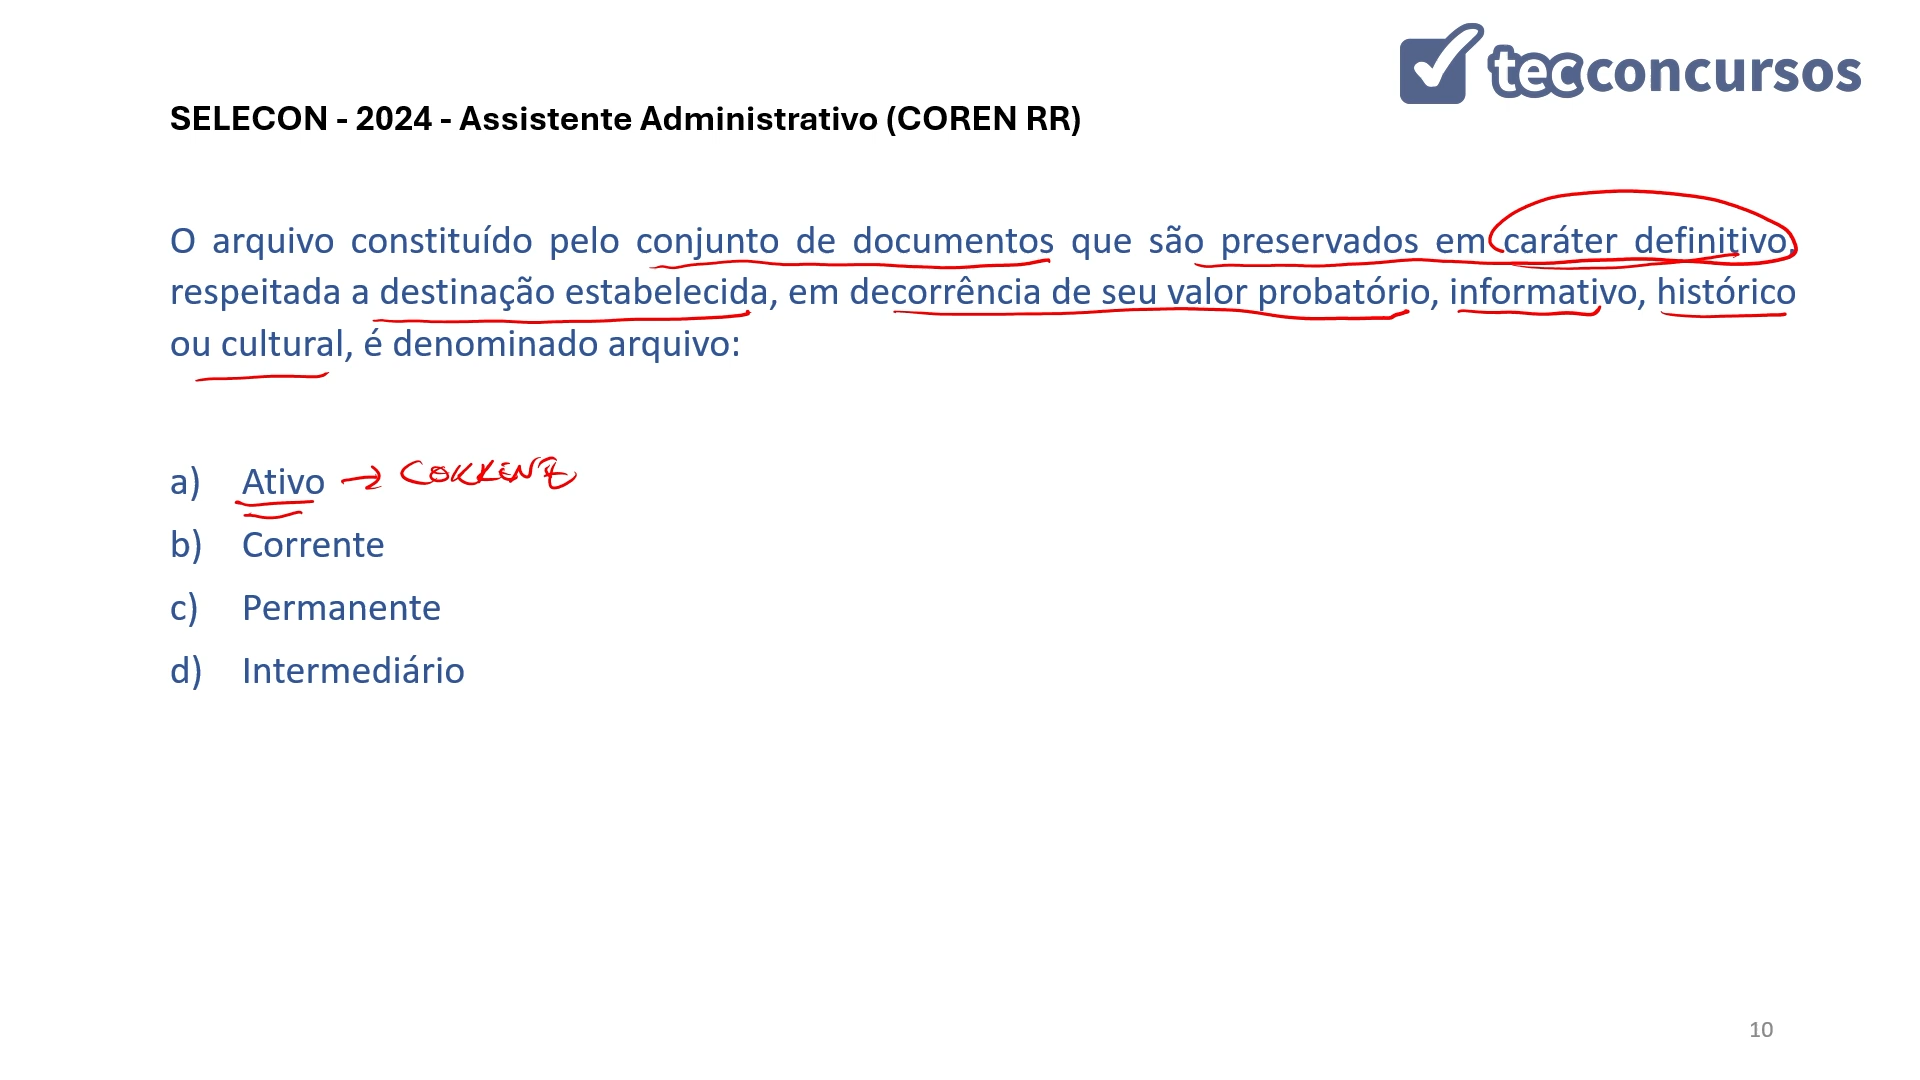 tecconcursos
SELECON - 2024 - Assistente Administrativo (COREN RR)
O arquivo constituído pelo conjunto de documentos que são preservados em caráter definitivo,
respeitada a destinação estabelecida, em decorrência de seu valor probatório, informativo, histórico
ou cultural, é denominado arquivo:
a) Ativo → CORRENTE
b) Corrente
c) Permanente
d) Intermediário
10